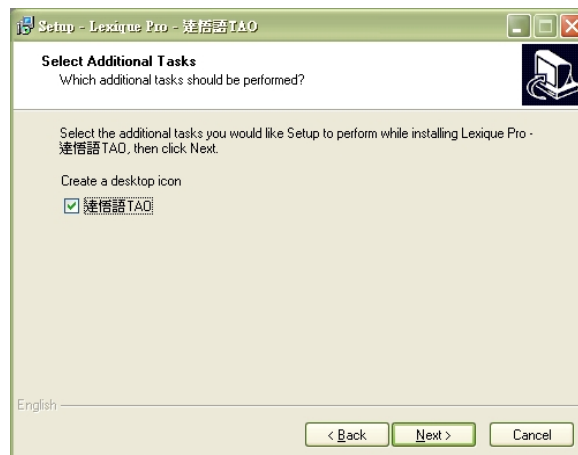 Setup - Lexique Pro - 達悟語TAO
Select Additional Tasks
Which additional tasks should be performed?
Select the additional tasks you would like Setup to perform while installing Lexique Pro -
達悟語TAO, then click Next.
Create a desktop icon
達悟語TAO
English
< Back
Next >
Cancel